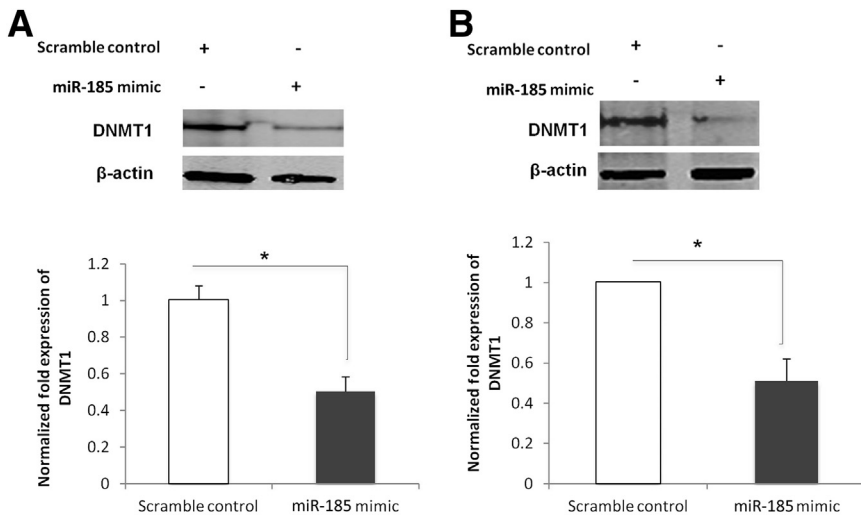 A
Scramble control + -
miR-185 mimic - +
DNMT1
β-actin
Normalized fold expression of
DNMT1
1.2
1
0.8
0.6
0.4
0.2
0
*
Scramble control miR-185 mimic
B
Scramble control + -
miR-185 mimic - +
DNMT1
β-actin
Normalized fold expression of
DNMT1
1.2
1
0.8
0.6
0.4
0.2
0
*
Scramble control miR-185 mimic